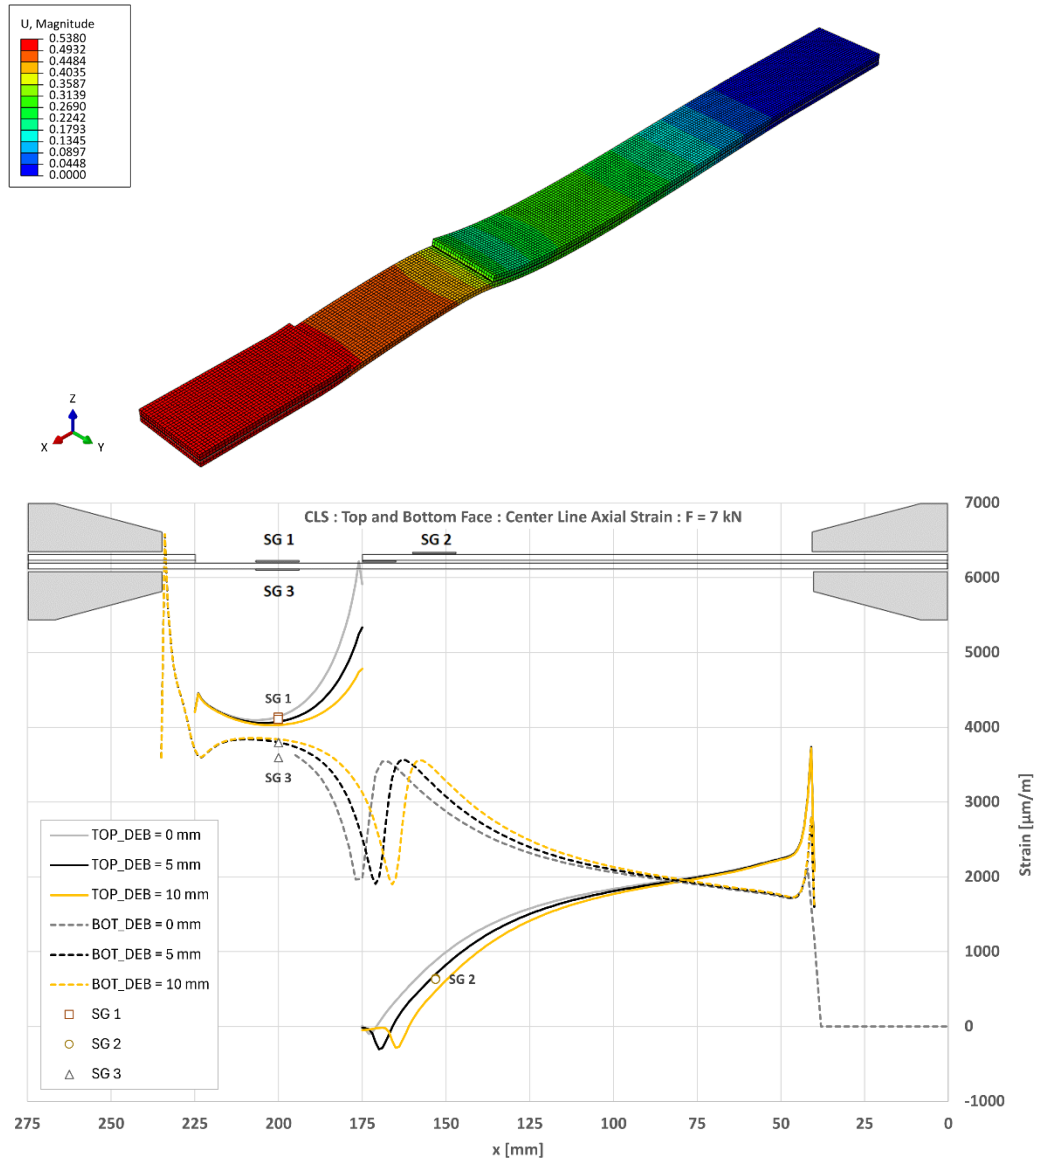 U, Magnitude
0.5380
0.4932
0.4484
0.4035
0.3587
0.3139
0.2690
0.2242
0.1793
0.1345
0.0897
0.0448
0.0000
Z
X
Y
CLS : Top and Bottom Face : Center Line Axial Strain : F = 7 kN
SG 1
SG 2
SG 3
SG 1
SG 3
SG 2
TOP_DEB = 0 mm
TOP_DEB = 5 mm
TOP_DEB = 10 mm
BOT_DEB = 0 mm
BOT_DEB = 5 mm
BOT_DEB = 10 mm
SG 1
SG 2
SG 3
7000
6000
5000
4000
3000
2000
1000
0
-1000
Strain [μm/m]
275
250
225
200
175
150
125
100
75
50
25
0
x [mm]